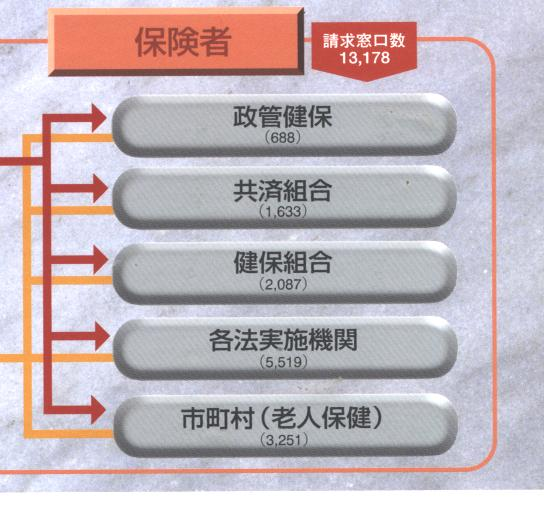 保険者
請求窓口数
13,178
政管健保
(688)
共済組合
(1,633)
健保組合
(2,087)
各法実施機関
(5,519)
市町村(老人保健)
(3,251)